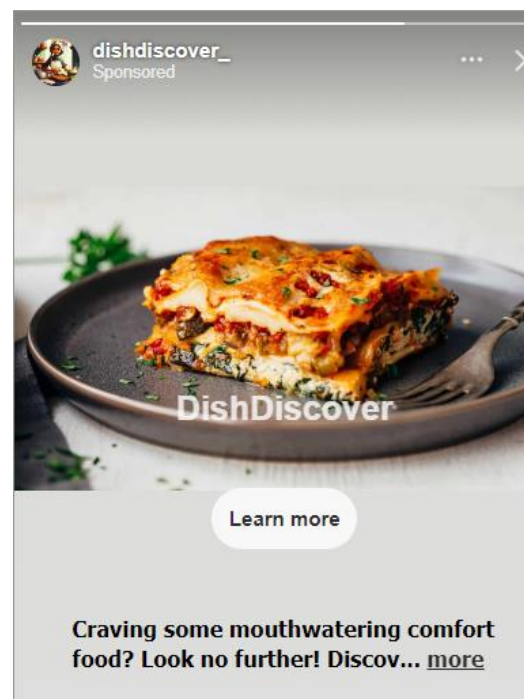 dishdiscover_
Sponsored
DishDiscover
Learn more
Craving some mouthwatering comfort
food? Look no further! Discov... more